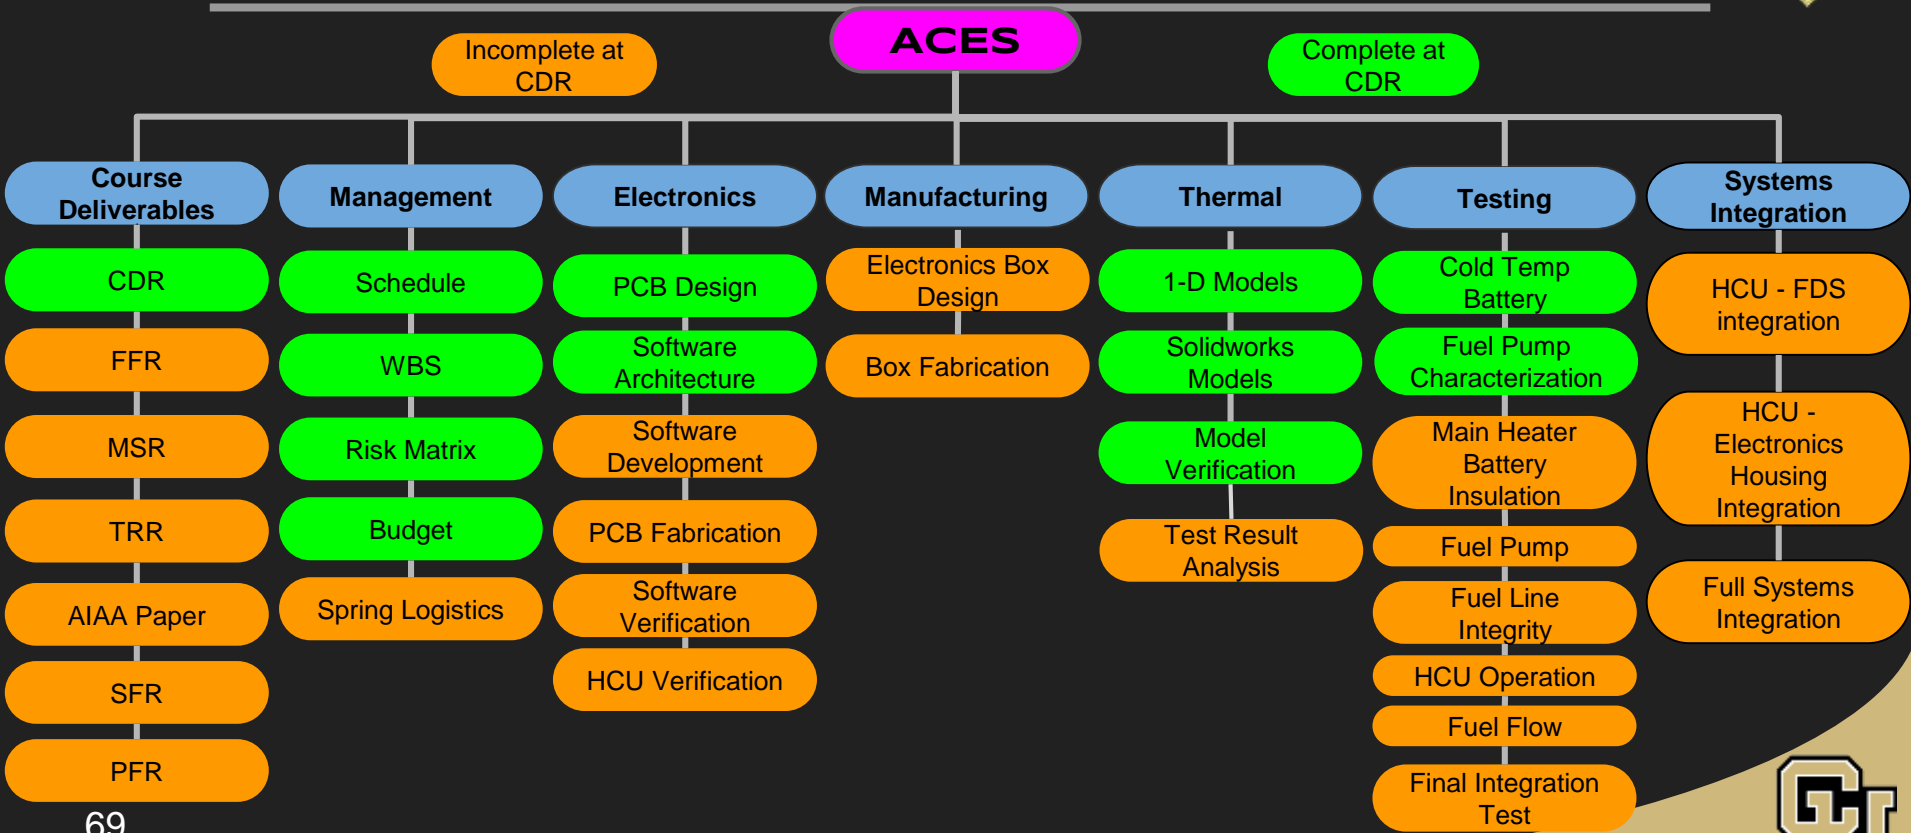 ACES
Incomplete at
CDR
Complete at
CDR
Course
Deliverables
CDR
FFR
MSR
TRR
AIAA Paper
SFR
PFR
Management
Schedule
WBS
Risk Matrix
Budget
Spring Logistics
Electronics
PCB Design
Software
Architecture
Software
Development
PCB Fabrication
Software
Verification
HCU Verification
Manufacturing
Electronics Box
Design
Box Fabrication
Thermal
1-D Models
Solidworks
Models
Model
Verification
Test Result
Analysis
Testing
Cold Temp
Battery
Fuel Pump
Characterization
Main Heater
Battery
Insulation
Fuel Pump
Fuel Line
Integrity
HCU Operation
Fuel Flow
Final Integration
Test
Systems
Integration
HCU - FDS
integration
HCU -
Electronics
Housing
Integration
Full Systems
Integration
69
CU